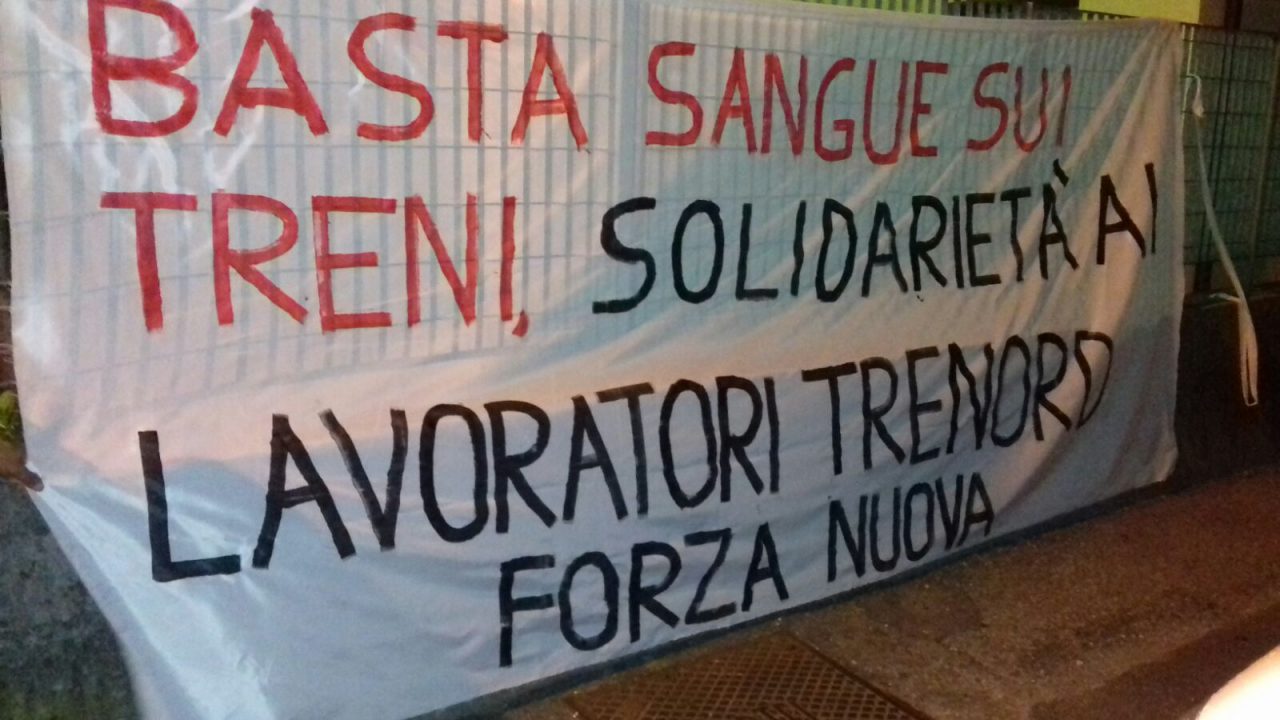 BASTA SANGUE SUI
TRENI, SOLIDARIETÀ AI
LAVORATORI TRENORD
FORZA NUOVA